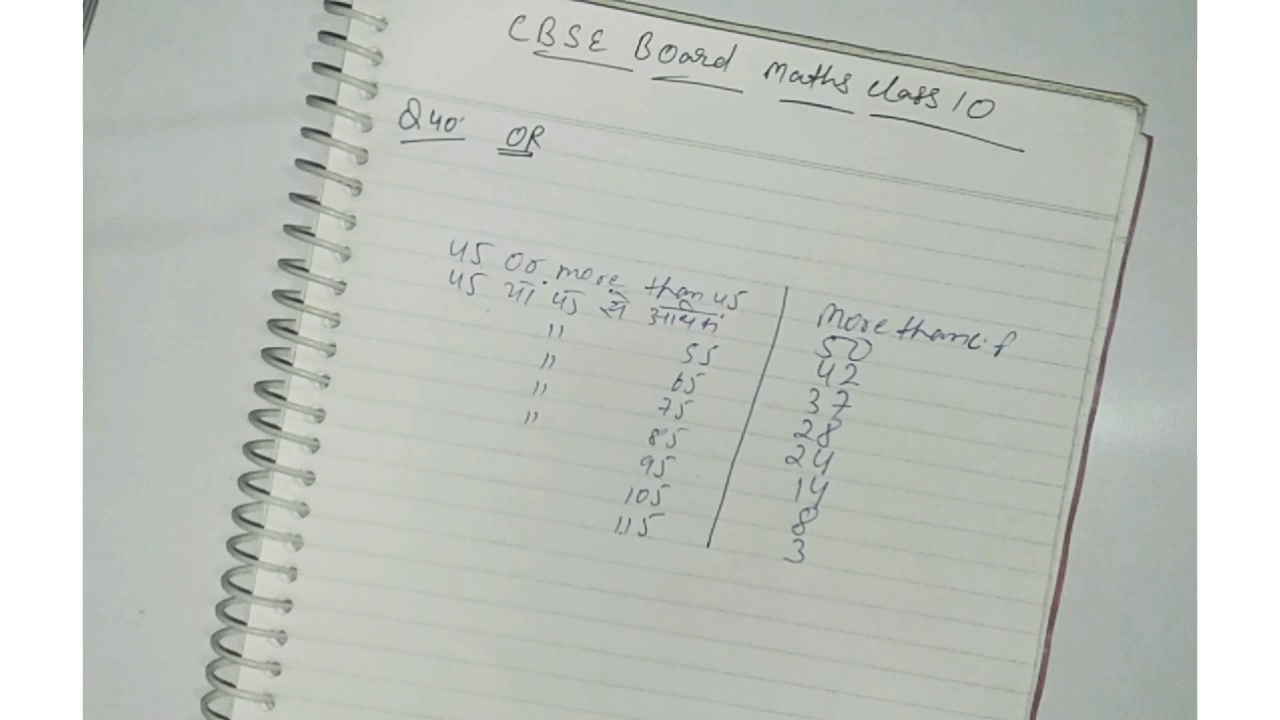 CBSE Board Maths class 10
Q40. OR
45 Or more than 45 More than c.f
45 या 45 से 50
" 55 42
" 65 37
" 75 28
" 85 24
95 14
105 8
115 3